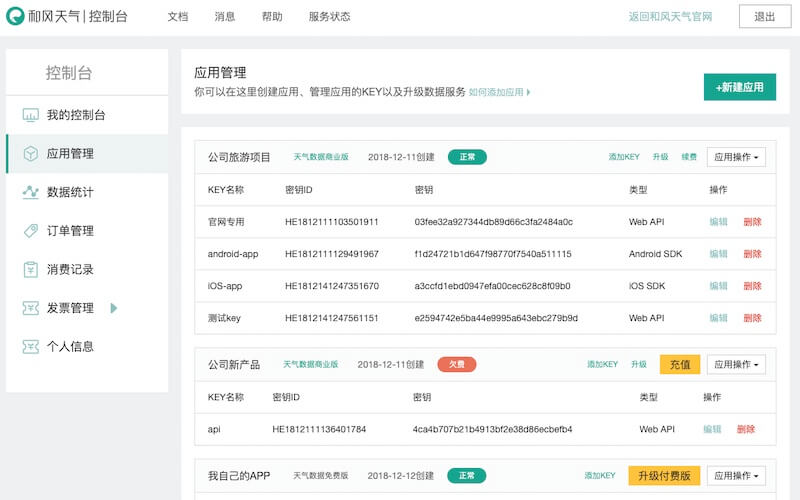 和风天气|控制台 文档 消息 帮助 服务状态 返回和风天气官网 退出
控制台
我的控制台
应用管理
数据统计
订单管理
消费记录
发票管理
个人信息
应用管理
你可以在这里创建应用、管理应用的KEY以及升级数据服务 如何添加应用
+新建应用
公司旅游项目 天气数据商业版 2018-12-11创建 正常 添加KEY 升级 续费 应用操作
KEY名称 密钥ID 密钥 类型 操作
官网专用 HE1812111103501911 03fee32a927344db89d66c3fa2484a0c Web API 编辑 删除
android-app HE1812111129491967 f1d24721b1d647f98770f7540a511115 Android SDK 编辑 删除
iOS-app HE1812141247351670 a3ccfd1ebd0947efa00cec628c8f09b0 iOS SDK 编辑 删除
测试key HE1812141247561151 e2594742e5ba44e9995a643ebc279b9d Web API 编辑 删除
公司新产品 天气数据商业版 2018-12-11创建 欠费 添加KEY 升级 充值 应用操作
KEY名称 密钥ID 密钥 类型 操作
api HE1812111136401784 4ca4b707b21b4913bf2e38d86ecbefb4 Web API 编辑 删除
我自己的APP 天气数据免费版 2018-12-12创建 正常 添加KEY 升级付费版 应用操作